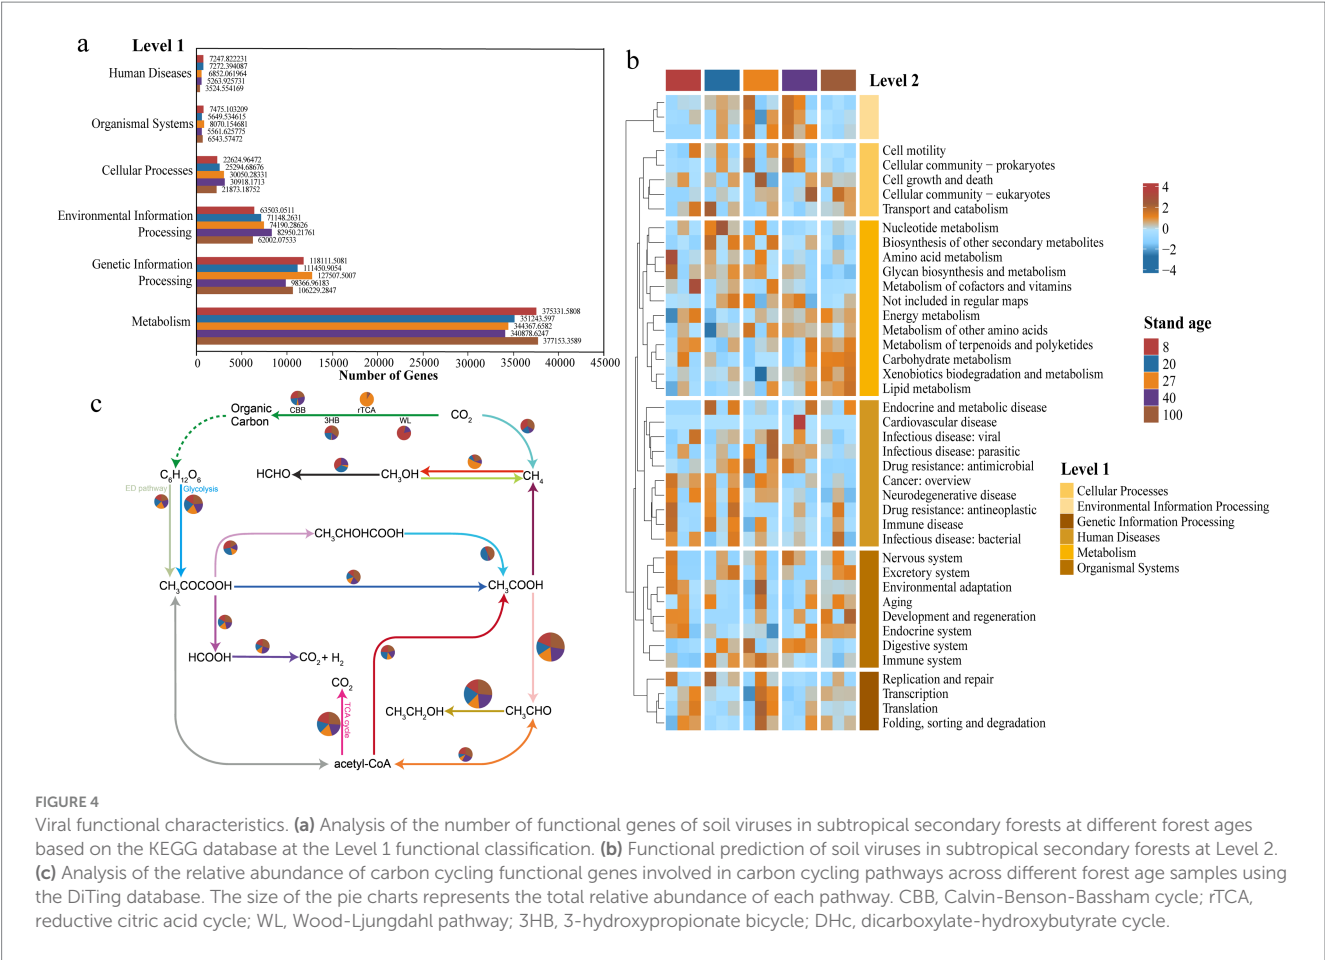 a
Level 1
Human Diseases
7247.822231
7272.394087
6852.061964
5263.925731
3524.554169
Organismal Systems
7475.103209
5649.534615
8070.154681
5561.625775
6543.57472
Cellular Processes
22624.96472
25294.68676
30050.28331
30918.1713
21873.18752
Environmental Information
Processing
63503.0511
71148.2631
74190.28626
82950.21761
62002.07533
Genetic Information
Processing
118111.5081
111450.9054
127507.5007
98366.96183
106229.2847
Metabolism
375331.5808
351243.597
344367.6582
340878.6247
377153.3589
0 5000 10000 15000 20000 25000 30000 35000 40000 45000
Number of Genes
b
Level 2
Cell motility
Cellular community − prokaryotes
Cell growth and death
Cellular community − eukaryotes
Transport and catabolism
Nucleotide metabolism
Biosynthesis of other secondary metabolites
Amino acid metabolism
Glycan biosynthesis and metabolism
Metabolism of cofactors and vitamins
Not included in regular maps
Energy metabolism
Metabolism of other amino acids
Metabolism of terpenoids and polyketides
Carbohydrate metabolism
Xenobiotics biodegradation and metabolism
Lipid metabolism
Endocrine and metabolic disease
Cardiovascular disease
Infectious disease: viral
Infectious disease: parasitic
Drug resistance: antimicrobial
Cancer: overview
Neurodegenerative disease
Drug resistance: antineoplastic
Immune disease
Infectious disease: bacterial
Nervous system
Excretory system
Environmental adaptation
Aging
Development and regeneration
Endocrine system
Digestive system
Immune system
Replication and repair
Transcription
Translation
Folding, sorting and degradation
4
2
0
−2
−4
Stand age
8
20
27
40
100
Level 1
Cellular Processes
Environmental Information Processing
Genetic Information Processing
Human Diseases
Metabolism
Organismal Systems
c
Organic
Carbon
CBB
rTCA
3HB
WL
CO2
HCHO
CH3OH
CH4
C6H12O6
ED pathway
Glycolysis
CH3CHOHCOOH
CH3COCOOH
CH3COOH
HCOOH
CO2 + H2
CO2
TCA cycle
CH3CH2OH
CH3CHO
acetyl-CoA
FIGURE 4
Viral functional characteristics. (a) Analysis of the number of functional genes of soil viruses in subtropical secondary forests at different forest ages
based on the KEGG database at the Level 1 functional classification. (b) Functional prediction of soil viruses in subtropical secondary forests at Level 2.
(c) Analysis of the relative abundance of carbon cycling functional genes involved in carbon cycling pathways across different forest age samples using
the DiTing database. The size of the pie charts represents the total relative abundance of each pathway. CBB, Calvin-Benson-Bassham cycle; rTCA,
reductive citric acid cycle; WL, Wood-Ljungdahl pathway; 3HB, 3-hydroxypropionate bicycle; DHc, dicarboxylate-hydroxybutyrate cycle.